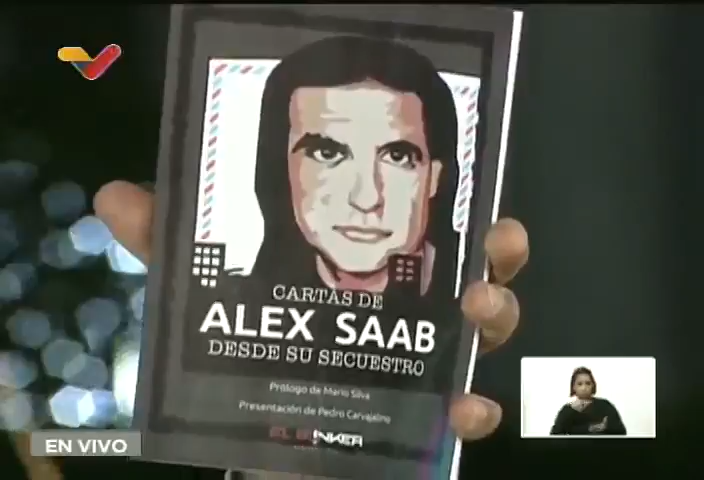 CARTAS DE
ALEX SAAB
DESDE SU SECUESTRO
Prólogo de Mario Silva
Presentación de Pedro Carvajalino
EN VIVO